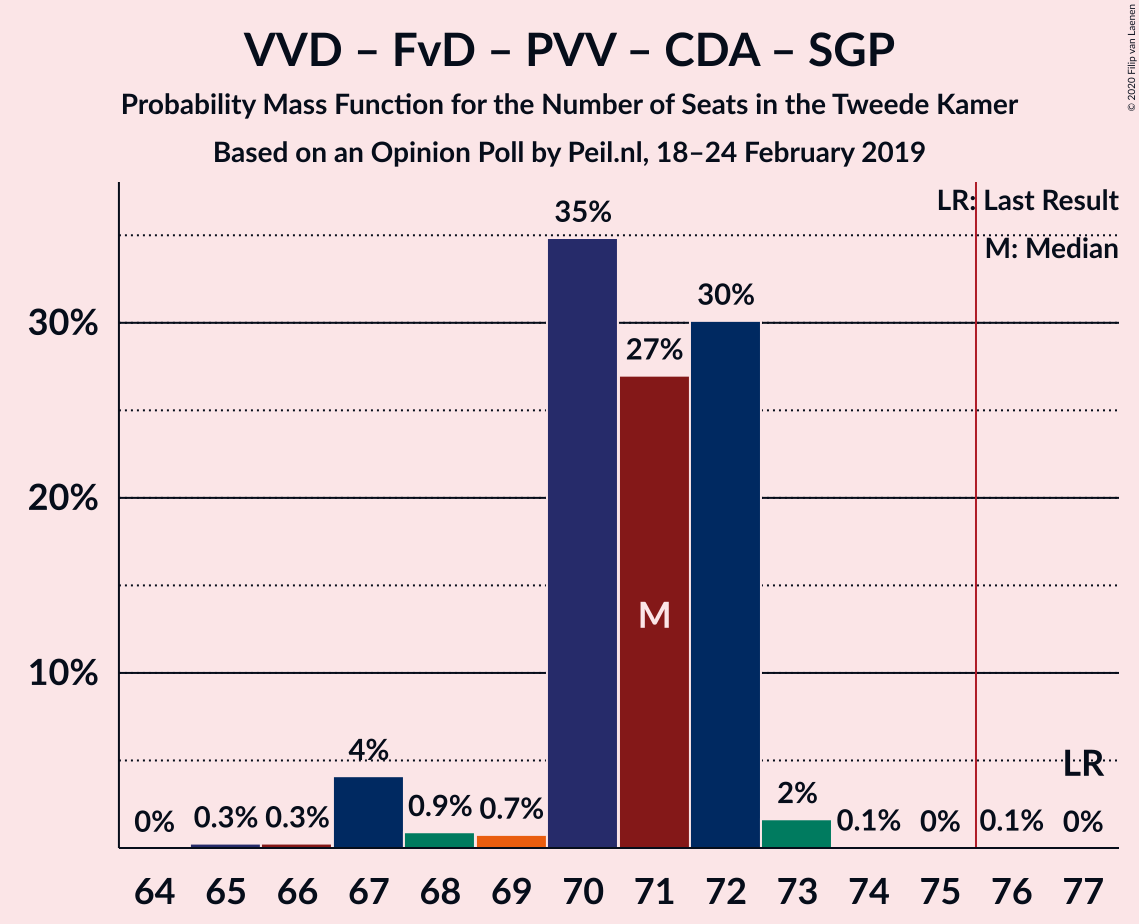 VVD – FvD – PVV – CDA – SGP
Probability Mass Function for the Number of Seats in the Tweede Kamer
Based on an Opinion Poll by Peil.nl, 18–24 February 2019
© 2020 Filip van Laenen
LR: Last Result
M: Median
30%
20%
10%
0%
0.3%
0.3%
4%
0.9%
0.7%
35%
27%
30%
2%
0.1%
0%
0.1%
0%
M
LR
64 65 66 67 68 69 70 71 72 73 74 75 76 77